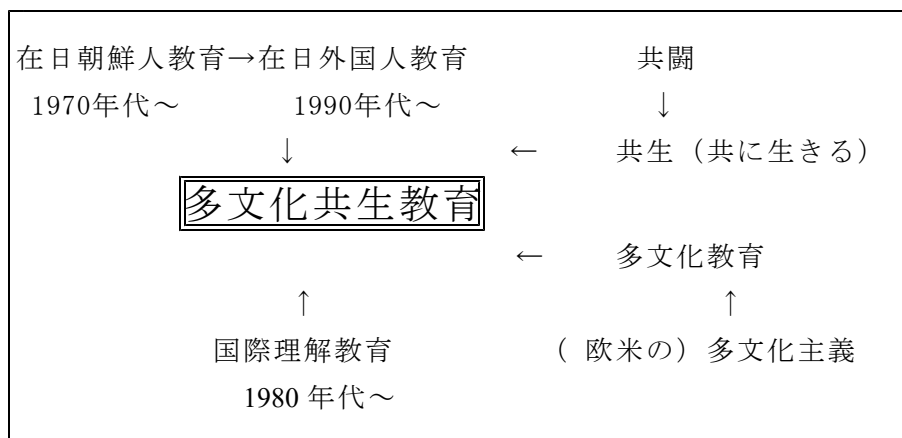 在日朝鮮人教育→在日外国人教育 共闘
1970年代～ 1990年代～ ↓
↓ ← 共生（共に生きる）
多文化共生教育
← 多文化教育
↑ ↑
国際理解教育 （ 欧米の）多文化主義
1980 年代～